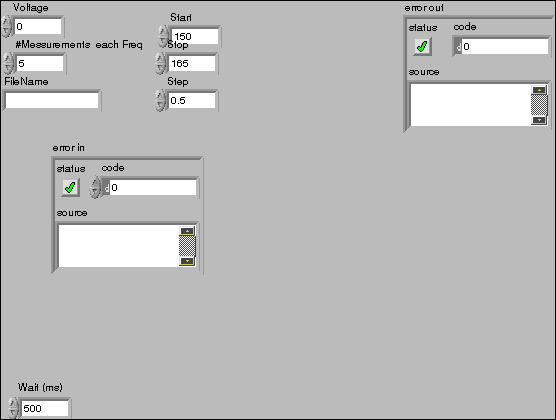 Voltage
0
Start
150
#Messurements each Freq
5
Stop
165
FileName
Step
0.5
error out
status
code
d 0
source
error in
status
code
d 0
source
Wait (ms)
500